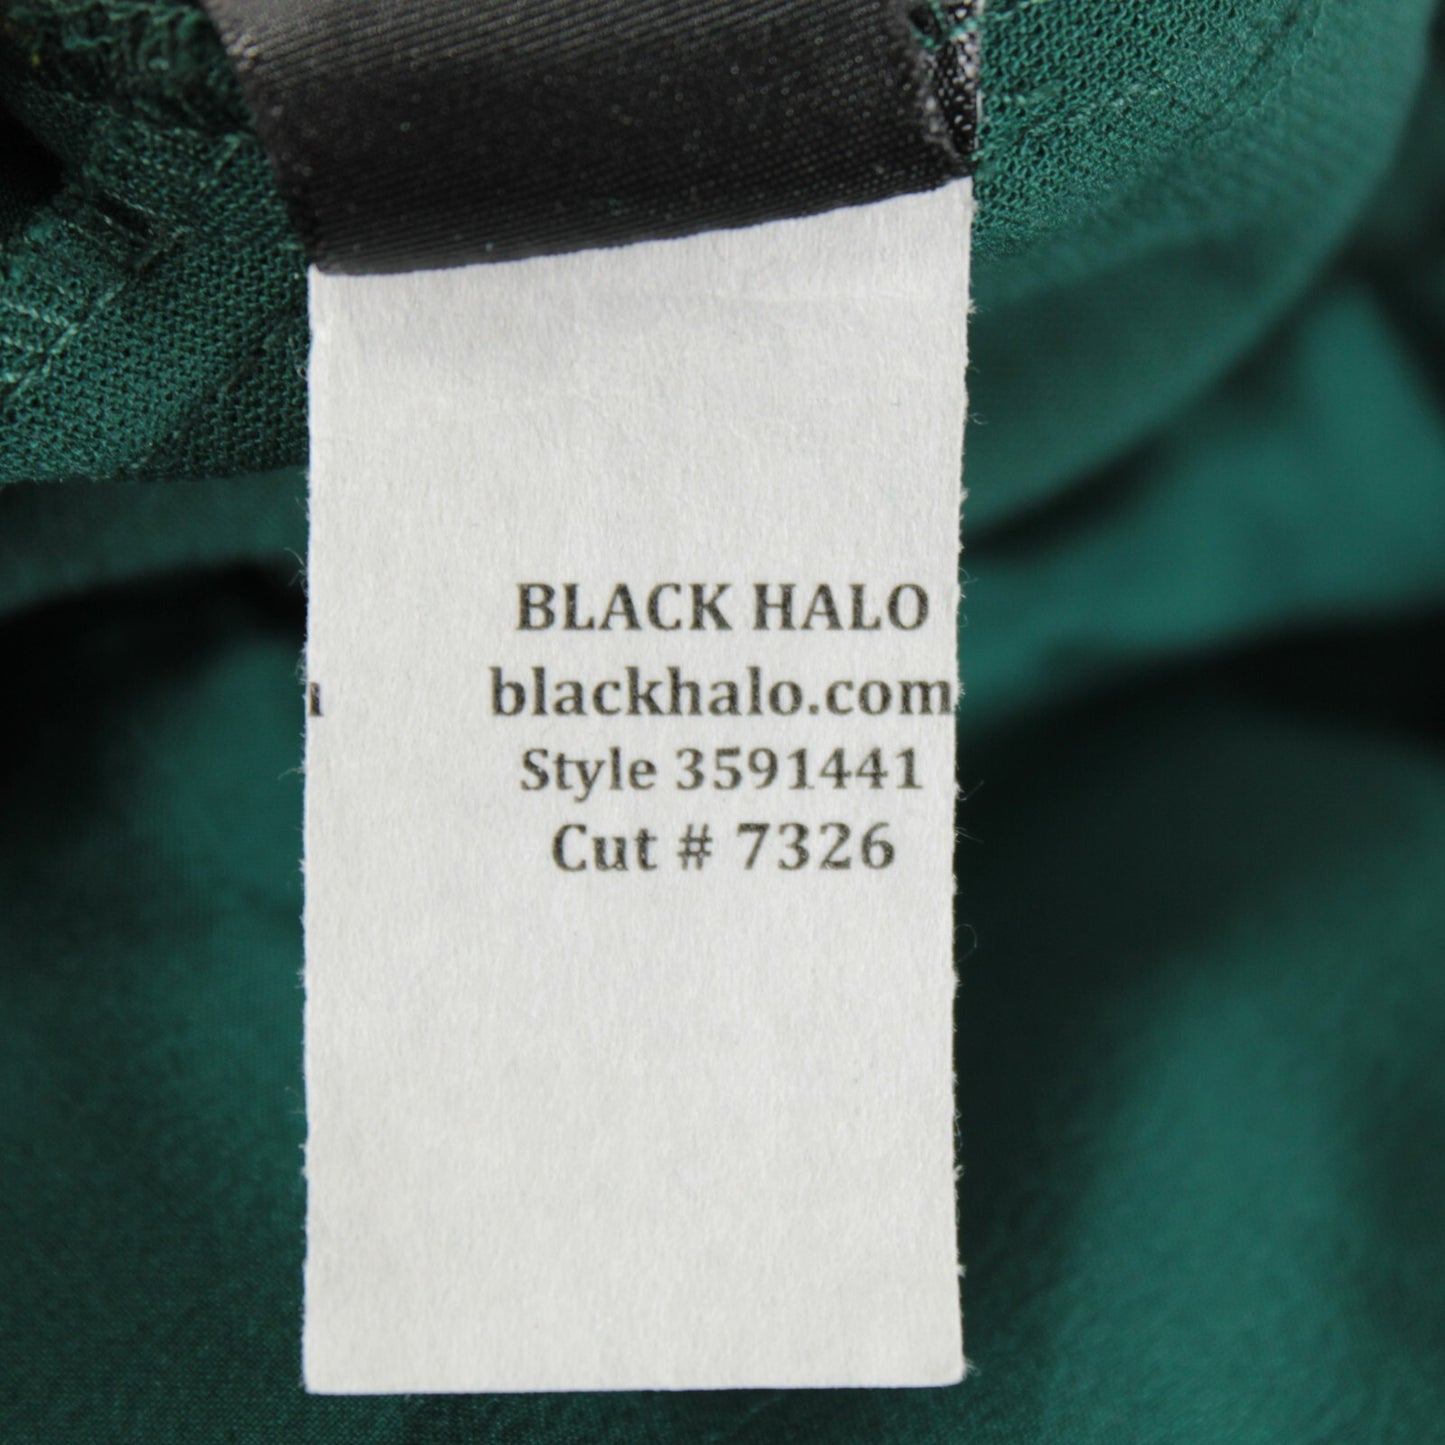 BLACK HALO
blackhalo.com
Style 3591441
Cut # 7326